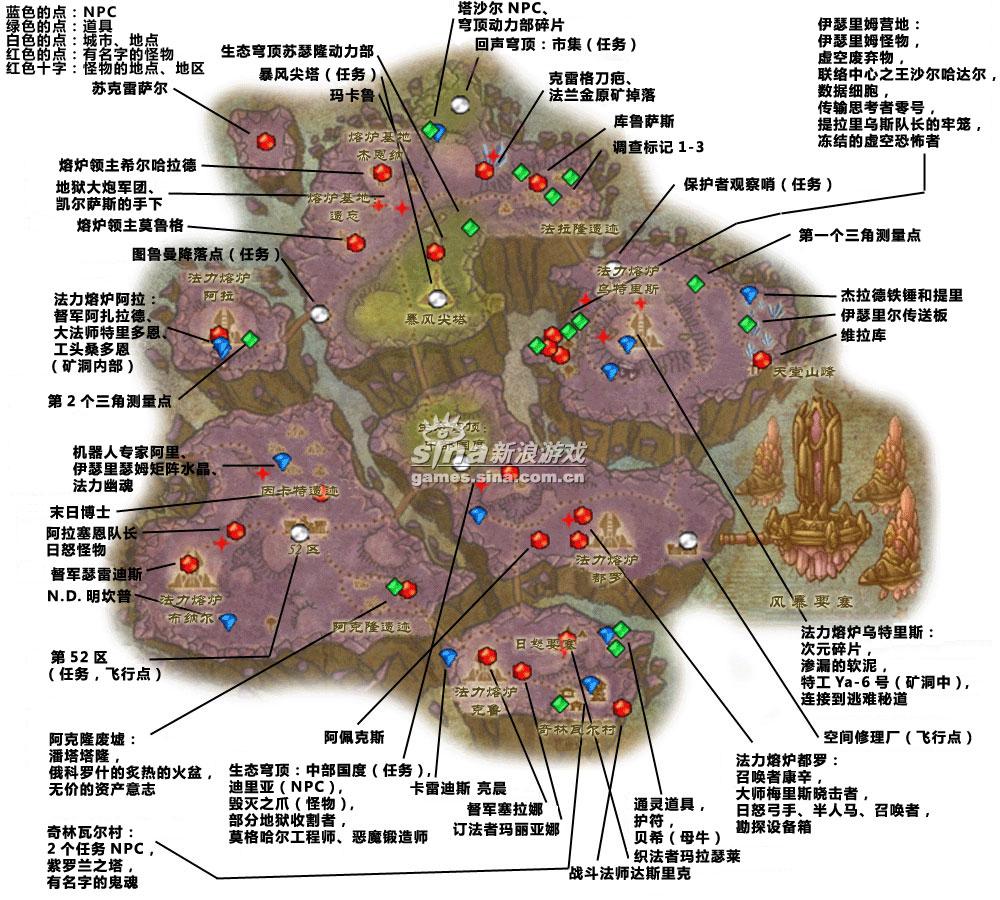 蓝色的点：NPC
绿色的点：道具
白色的点：城市、地点
红色的点：有名字的怪物
红色十字：怪物的地点、地区
苏克雷萨尔
生态穹顶苏瑟隆动力部
暴风尖塔（任务）
玛卡鲁
塔沙尔 NPC、
穹顶动力部碎片
回声穹顶：市集（任务）
克雷格刀疤、
法兰金原矿掉落
库鲁萨斯
调查标记 1-3
伊瑟里姆营地：
伊瑟里姆怪物，
虚空废弃物，
联络中心之王沙尔哈达尔，
数据细胞，
传输思考者零号，
提拉里乌斯队长的牢笼，
冻结的虚空恐怖者
熔炉基地
杰恩纳
熔炉领主希尔哈拉德
地狱大炮军团、
凯尔萨斯的手下
熔炉基地：
遗忘
熔炉领主莫鲁格
保护者观察哨（任务）
法拉隆遗迹
第一个三角测量点
图鲁曼降落点（任务）
法力熔炉
阿拉
法力熔炉
乌特里斯
法力熔炉阿拉：
督军阿扎拉德、
大法师特里多恩、
工头桑多恩
（矿洞内部）
暴风尖塔
杰拉德铁锤和提里
伊瑟里尔传送板
维拉库
天堂山峰
第 2 个三角测量点
sina 新浪游戏
games.sina.com.cn
机器人专家阿里、
伊瑟里瑟姆矩阵水晶、
法力幽魂
因卡特遗迹
末日博士
阿拉塞恩队长
日怒怪物
52 区
督军瑟雷迪斯
N.D. 明坎普
法力熔炉
布纳尔
法力熔炉
都罗
阿克隆遗迹
风暴要塞
第 52 区
（任务，飞行点）
日怒要塞
法力熔炉
克鲁
奇林瓦尔村
法力熔炉乌特里斯：
次元碎片，
渗漏的软泥，
特工 Ya-6 号（矿洞中），
连接到逃难秘道
阿克隆废墟：
潘塔塔隆，
俄科罗什的炙热的火盆，
无价的资产意志
阿佩克斯
空间修理厂（飞行点）
生态穹顶：中部国度（任务），
迪里亚（NPC），
毁灭之爪（怪物），
部分地狱收割者，
莫格哈尔工程师、恶魔锻造师
卡雷迪斯 亮晨
督军塞拉娜
订法者玛丽亚娜
通灵道具，
护符，
贝希（母牛）
织法者玛拉瑟莱
战斗法师达斯里克
法力熔炉都罗：
召唤者康辛，
大师梅里斯晓击者，
日怒弓手、半人马、召唤者，
勘探设备箱
奇林瓦尔村：
2 个任务 NPC，
紫罗兰之塔，
有名字的鬼魂